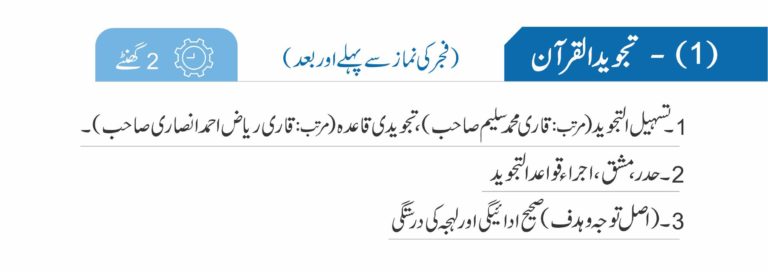 (1) - تجوید القرآن (فجر کی نماز سے پہلے اور بعد) 2 گھنٹے
1۔تسہیل التجوید (مرتب: قاری محمد سلیم صاحب)، تجویدی قاعدہ (مرتب: قاری ریاض احمد انصاری صاحب)۔
2۔حدر، مشق، اجراء قواعد التجوید
3۔(اصل توجہ وہدف) صحیح ادائیگی اور لہجہ کی درستگی